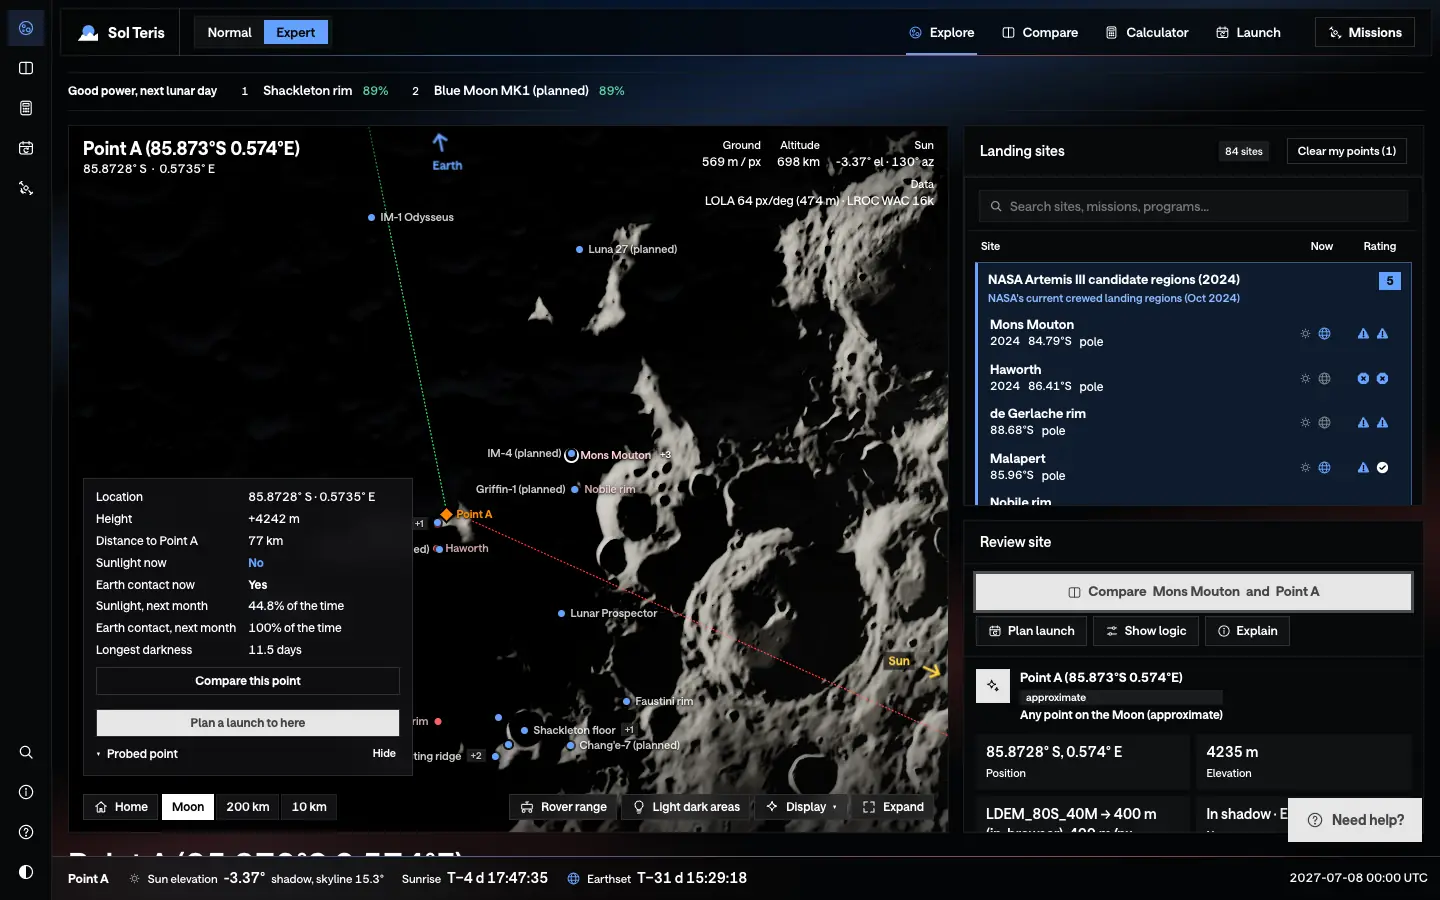 Sol Teris
Normal
Expert
Explore
Compare
Calculator
Launch
Missions
Good power, next lunar day 1 Shackleton rim 89% 2 Blue Moon MK1 (planned) 89%
Point A (85.873°S 0.574°E)
85.8728° S · 0.5735° E
Earth
Ground Altitude Sun
569 m / px 698 km -3.37° el · 130° az
Data
LOLA 64 px/deg (474 m) · LROC WAC 16k
IM-1 Odysseus
Luna 27 (planned)
IM-4 (planned) Mons Mouton +3
Griffin-1 (planned) Nobile rim
Point A
+1
ed) Haworth
Lunar Prospector
Sun
Faustini rim
rim
Shackleton floor +1
Chang'e-7 (planned)
ting ridge +2
Location 85.8728° S · 0.5735° E
Height +4242 m
Distance to Point A 77 km
Sunlight now No
Earth contact now Yes
Sunlight, next month 44.8% of the time
Earth contact, next month 100% of the time
Longest darkness 11.5 days
Compare this point
Plan a launch to here
Probed point Hide
Home
Moon
200 km
10 km
Rover range
Light dark areas
Display
Expand
Landing sites
84 sites
Clear my points (1)
Search sites, missions, programs...
Site Now Rating
NASA Artemis III candidate regions (2024) 5
NASA's current crewed landing regions (Oct 2024)
Mons Mouton
2024 84.79°S pole
Haworth
2024 86.41°S pole
de Gerlache rim
88.68°S pole
Malapert
85.96°S pole
Nobile rim
Review site
Compare Mons Mouton and Point A
Plan launch
Show logic
Explain
Point A (85.873°S 0.574°E)
approximate
Any point on the Moon (approximate)
85.8728° S, 0.574° E
Position
4235 m
Elevation
LDEM_80S_40M → 400 m
(in-browser), 400 m/px
In shadow · E
Need help?
Point A (85.873°S 0.574°E)
Point A Sun elevation -3.37° shadow, skyline 15.3° Sunrise T−4 d 17:47:35 Earthset T−31 d 15:29:18 2027-07-08 00:00 UTC